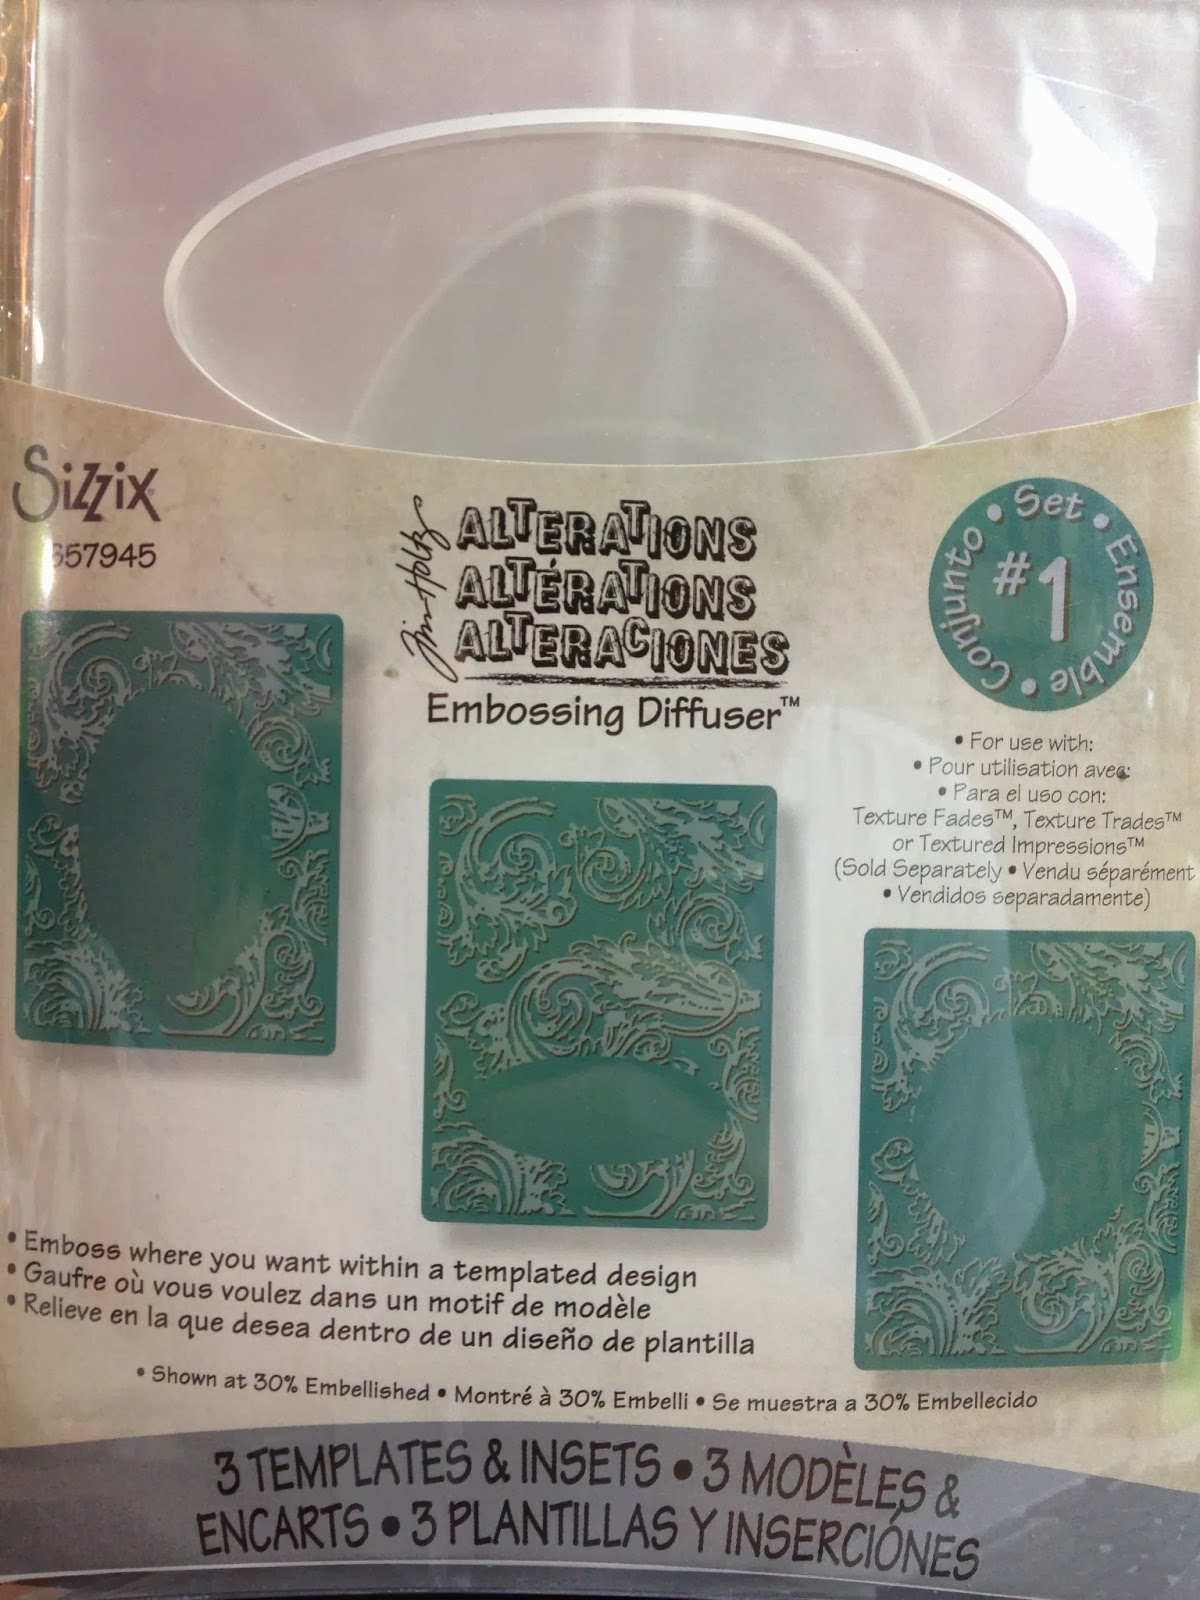 Sizzix
657945
Tim Holtz
ALTERATIONS
ALTÉRATIONS
ALTERACIONES
Embossing Diffuser™
Set • Ensemble • Conjunto •
#1
• For use with:
• Pour utilisation avec:
• Para el uso con:
Texture Fades™, Texture Trades™
or Textured Impressions™
(Sold Separately • Vendu séparément
• Vendidos separadamente)
• Emboss where you want within a templated design
• Gaufre où vous voulez dans un motif de modèle
• Relieve en la que desea dentro de un diseño de plantilla
• Shown at 30% Embellished • Montré à 30% Embelli • Se muestra a 30% Embellecido
3 TEMPLATES & INSETS • 3 MODÈLES &
ENCARTS • 3 PLANTILLAS Y INSERCIÓNES